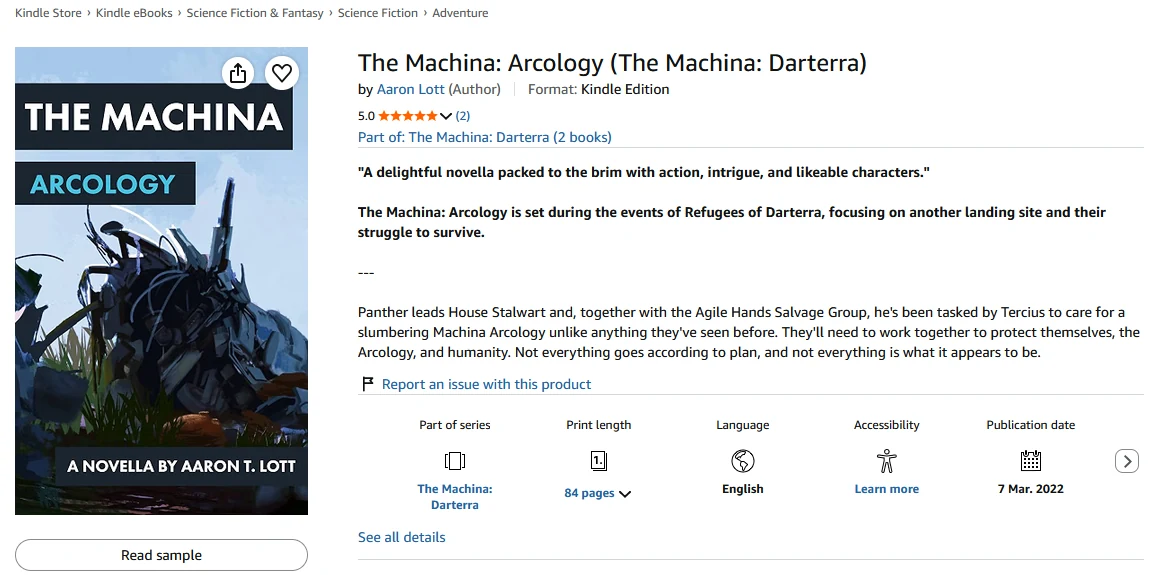 Kindle Store › Kindle eBooks › Science Fiction & Fantasy › Science Fiction › Adventure
THE MACHINA
ARCOLOGY
A NOVELLA BY AARON T. LOTT
Read sample
The Machina: Arcology (The Machina: Darterra)
by Aaron Lott (Author) Format: Kindle Edition
5.0 (2)
Part of: The Machina: Darterra (2 books)
"A delightful novella packed to the brim with action, intrigue, and likeable characters."
The Machina: Arcology is set during the events of Refugees of Darterra, focusing on another landing site and their
struggle to survive.
---
Panther leads House Stalwart and, together with the Agile Hands Salvage Group, he's been tasked by Tercius to care for a
slumbering Machina Arcology unlike anything they've seen before. They'll need to work together to protect themselves, the
Arcology, and humanity. Not everything goes according to plan, and not everything is what it appears to be.
Report an issue with this product
Part of series
The Machina:
Darterra
Print length
1.
84 pages
Language
English
Accessibility
Learn more
Publication date
7 Mar. 2022
See all details